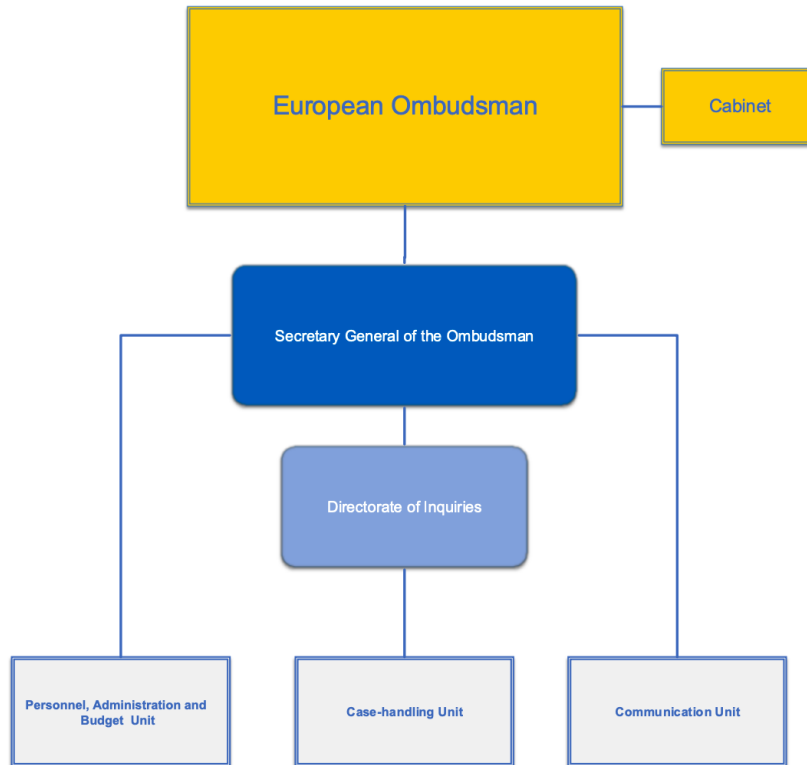 European Ombudsman
Cabinet
Secretary General of the Ombudsman
Directorate of Inquiries
Personnel, Administration and
Budget Unit
Case-handling Unit
Communication Unit